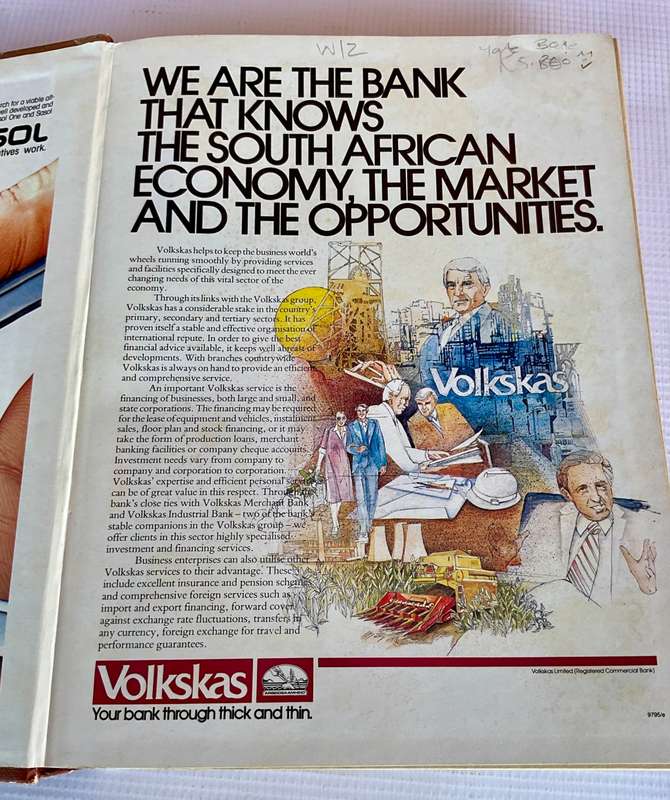 rch for a viable alt-
ell developed and
sol One and Sasol
SOL
atives work.
W/Z
WE ARE THE BANK
THAT KNOWS
THE SOUTH AFRICAN
ECONOMY, THE MARKET
AND THE OPPORTUNITIES.
Volkskas helps to keep the business world's
wheels running smoothly by providing services
and facilities specifically designed to meet the ever
changing needs of this vital sector of the
economy.
Through its links with the Volkskas group,
Volkskas has a considerable stake in the country's
primary, secondary and tertiary sectors. It has
proven itself a stable and effective organisation of
international repute. In order to give the best
financial advice available, it keeps well abreast of
developments. With branches countrywide
Volkskas is always on hand to provide an efficient
and comprehensive service.
An important Volkskas service is the
financing of businesses, both large and small, and
state corporations. The financing may be required
for the lease of equipment and vehicles, instalment
sales, floor plan and stock financing, or it may
take the form of production loans, merchant
banking facilities or company cheque accounts.
Investment needs vary from company to
company and corporation to corporation.
Volkskas' expertise and efficient personal service
can be of great value in this respect. Through the
bank's close ties with Volkskas Merchant Bank
and Volkskas Industrial Bank – two of the bank's
stable companions in the Volkskas group – we
offer clients in this sector highly specialised
investment and financing services.
Business enterprises can also utilise other
Volkskas services to their advantage. These
include excellent insurance and pension schemes
and comprehensive foreign services such as
import and export financing, forward cover
against exchange rate fluctuations, transfers in
any currency, foreign exchange for travel and
performance guarantees.
Volkskas
Volkskas
Your bank through thick and thin.
Volkskas Limited (Registered Commercial Bank)
9795/e